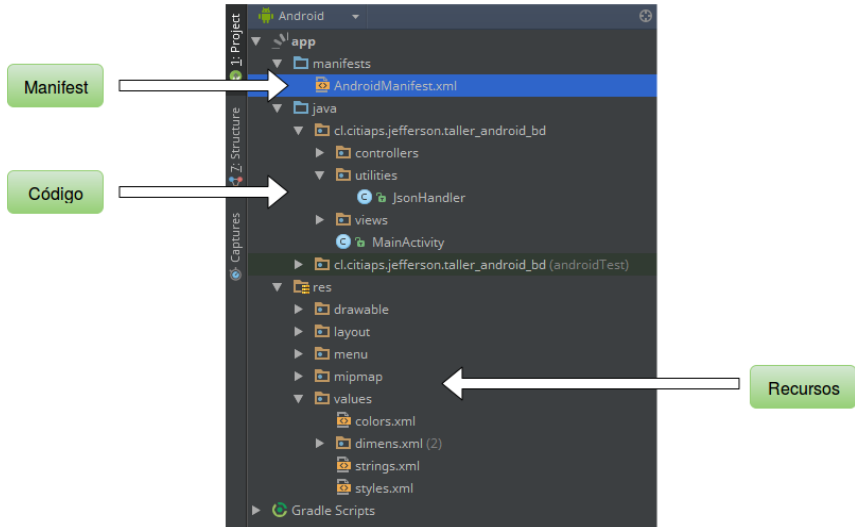 Android
1: Project
app
manifests
Manifest
AndroidManifest.xml
java
7: Structure
cl.citiaps.jefferson.taller_android_bd
controllers
utilities
Código
JsonHandler
views
Captures
MainActivity
cl.citiaps.jefferson.taller_android_bd (androidTest)
res
drawable
layout
menu
mipmap
Recursos
values
colors.xml
dimens.xml (2)
strings.xml
styles.xml
Gradle Scripts